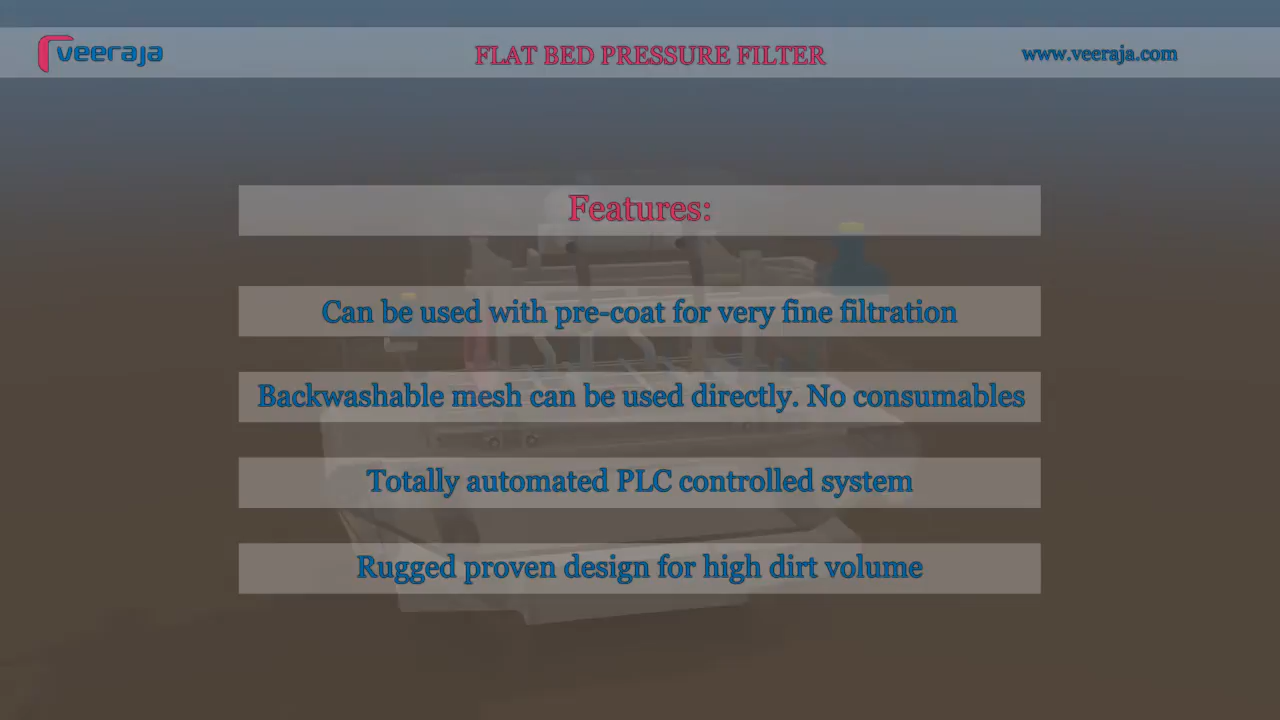 veeraja
FLAT BED PRESSURE FILTER
www.veeraja.com
Features:
Can be used with pre-coat for very fine filtration
Backwashable mesh can be used directly. No consumables
Totally automated PLC controlled system
Rugged proven design for high dirt volume